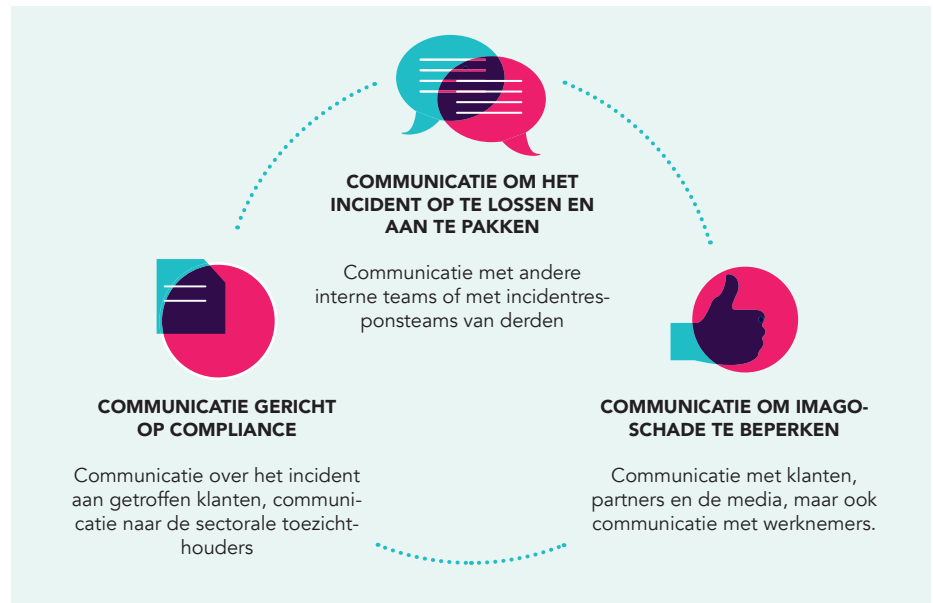 COMMUNICATIE OM HET
INCIDENT OP TE LOSSEN EN
AAN TE PAKKEN
Communicatie met andere
interne teams of met incidentres-
ponsteams van derden
COMMUNICATIE GERICHT
OP COMPLIANCE
Communicatie over het incident
aan getroffen klanten, communi-
catie naar de sectorale toezicht-
houders
COMMUNICATIE OM IMAGO-
SCHADE TE BEPERKEN
Communicatie met klanten,
partners en de media, maar ook
communicatie met werknemers.